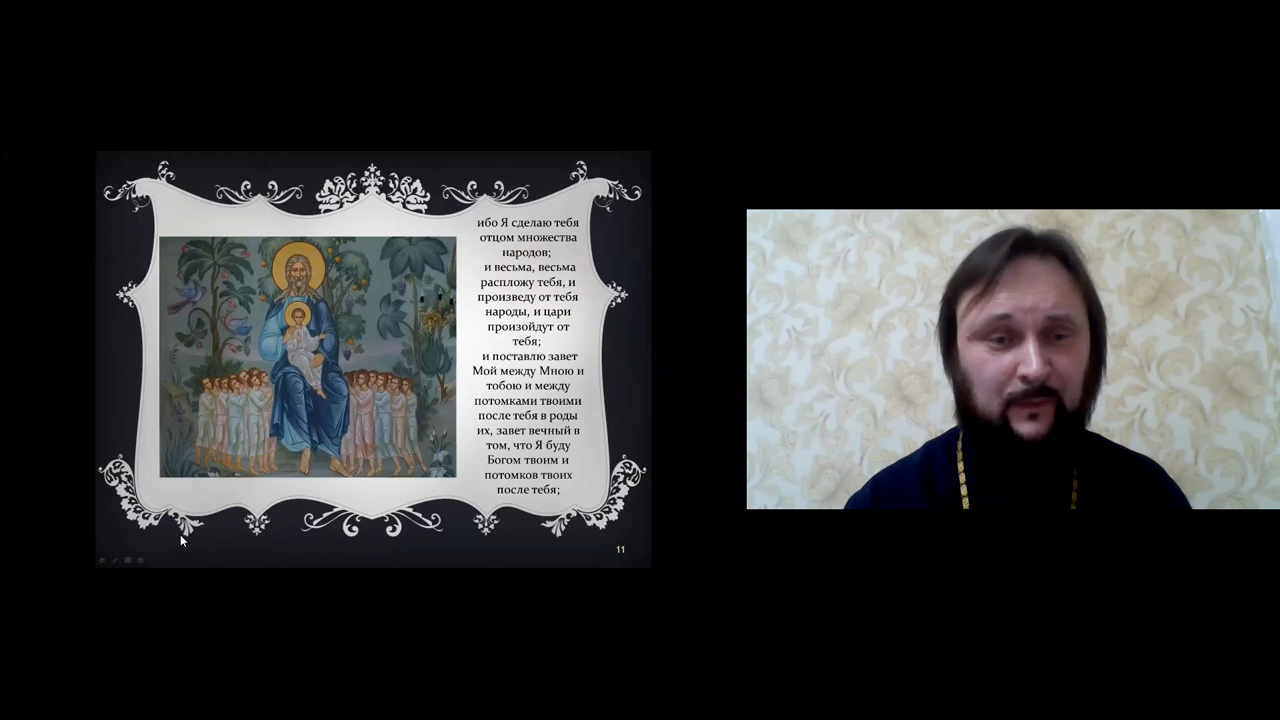 ибо Я сделаю тебя
отцом множества
народов;
и весьма, весьма
распложу тебя, и
произведу от тебя
народы, и цари
произойдут от
тебя;
и поставлю завет
Мой между Мною и
тобою и между
потомками твоими
после тебя в роды
их, завет вечный в
том, что Я буду
Богом твоим и
потомков твоих
после тебя;
11